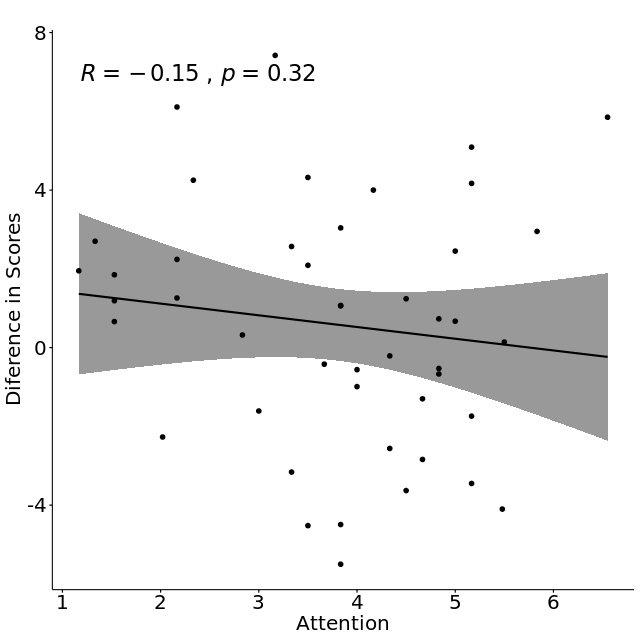 8
R = −0.15 , p = 0.32
4
0
-4
Diference in Scores
1 2 3 4 5 6
Attention